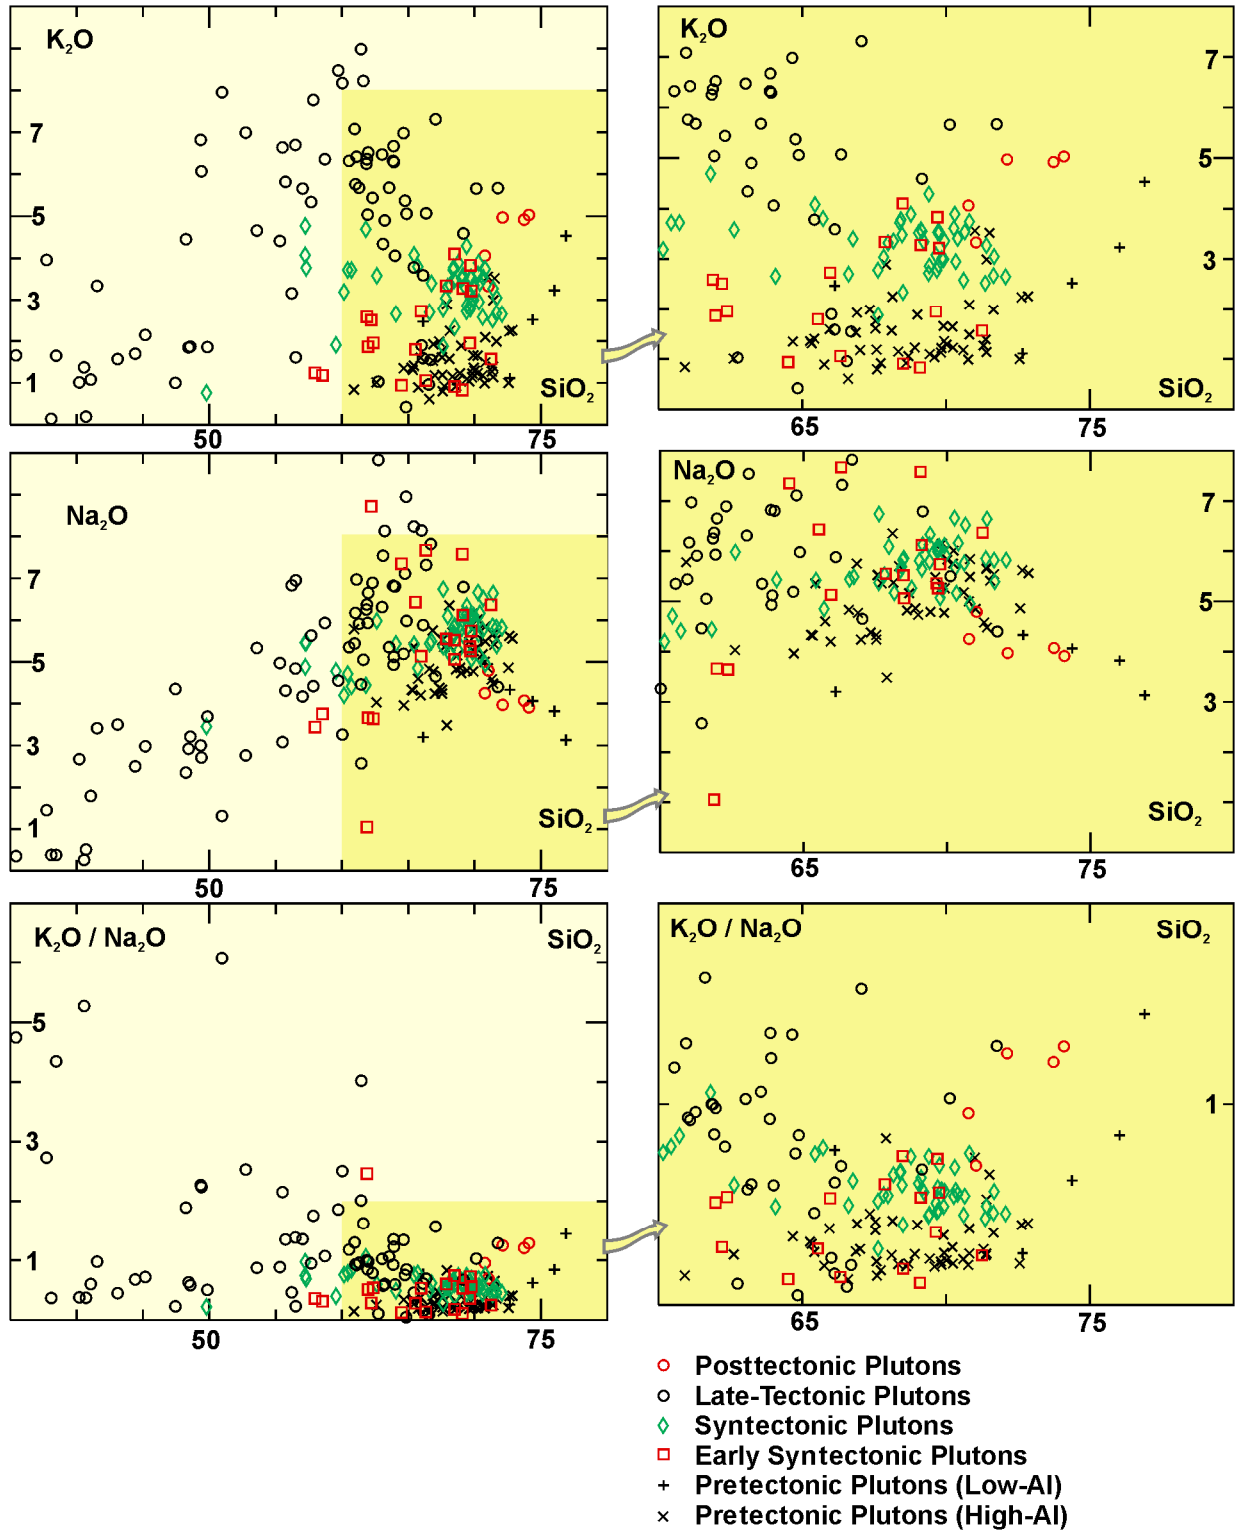 K₂O
7
5
3
1
SiO₂
50
75
K₂O
7
5
3
SiO₂
65
75
Na₂O
7
5
3
1
SiO₂
50
75
Na₂O
7
5
3
SiO₂
65
75
K₂O / Na₂O
SiO₂
5
3
1
50
75
K₂O / Na₂O
SiO₂
1
65
75
Posttectonic Plutons
Late-Tectonic Plutons
Syntectonic Plutons
Early Syntectonic Plutons
Pretectonic Plutons (Low-Al)
Pretectonic Plutons (High-Al)